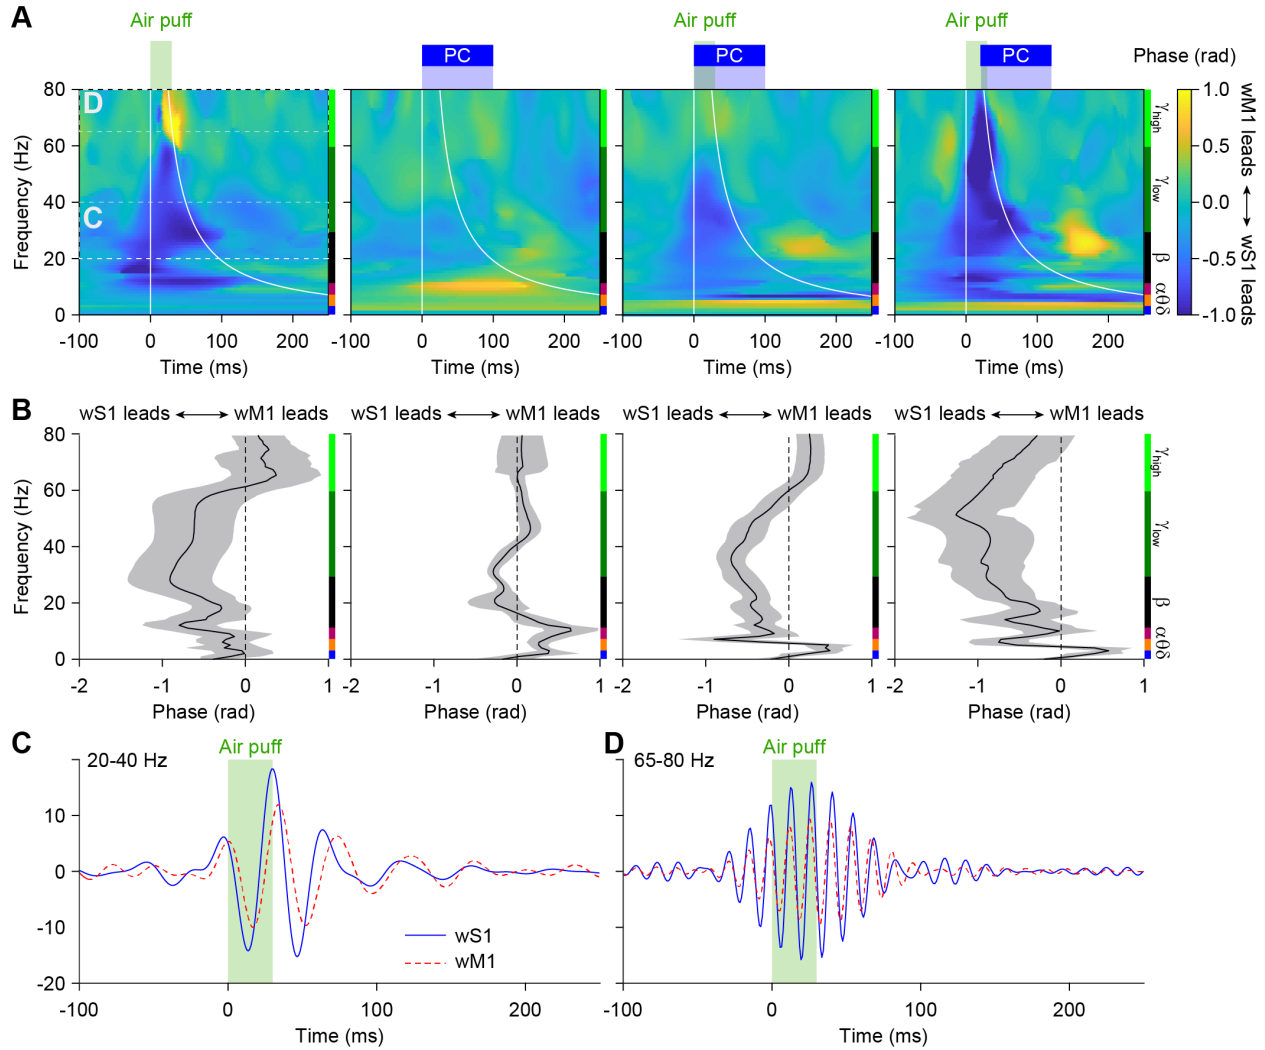 A
Air puff
Air puff
Air puff
PC
PC
PC
Phase (rad)
D
C
80
60
40
20
0
Frequency (Hz)
-100 0 100 200
-100 0 100 200
-100 0 100 200
-100 0 100 200
Time (ms)
Time (ms)
Time (ms)
Time (ms)
γhigh
γlow
β
α
θ
δ
1.0
0.5
0.0
-0.5
-1.0
wM1 leads
wS1 leads
B
wS1 leads wM1 leads
wS1 leads wM1 leads
wS1 leads wM1 leads
wS1 leads wM1 leads
80
60
40
20
0
Frequency (Hz)
-2 -1 0 1
-2 -1 0 1
-2 -1 0 1
-2 -1 0 1
Phase (rad)
Phase (rad)
Phase (rad)
Phase (rad)
γhigh
γlow
β
α
θ
δ
C
Air puff
20-40 Hz
10
0
-10
-20
wS1
wM1
-100 0 100 200
Time (ms)
D
Air puff
65-80 Hz
-100 0 100 200
Time (ms)